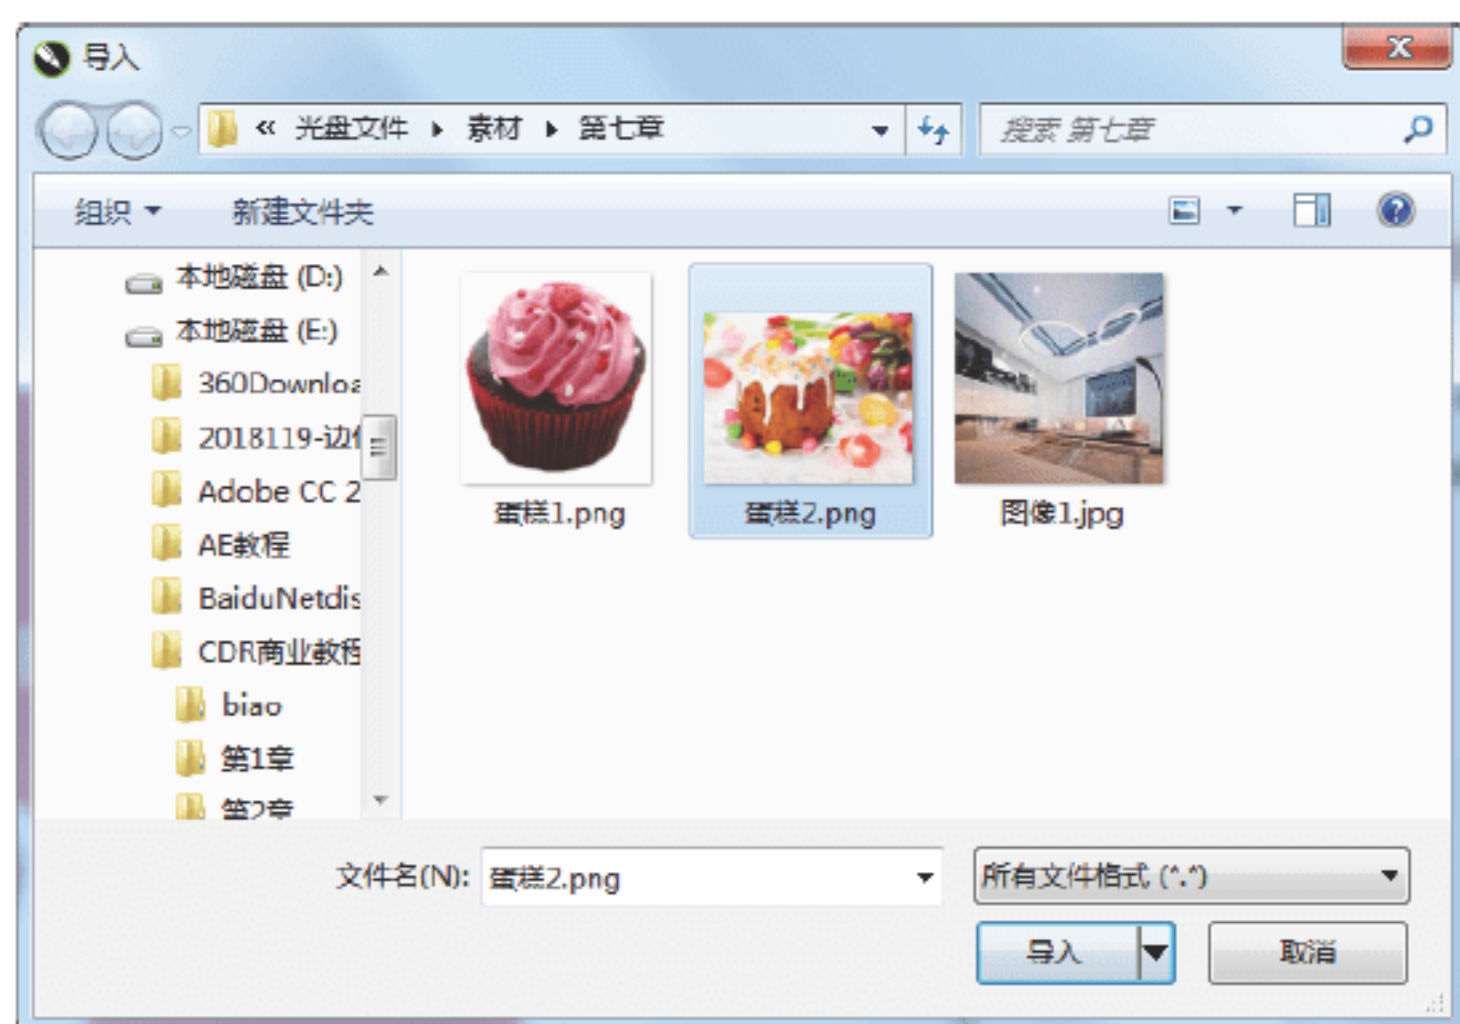 导入
« 光盘文件 ▸ 素材 ▸ 第七章
搜索 第七章
组织 新建文件夹
本地磁盘 (D:)
本地磁盘 (E:)
360Downloa
2018119-边
Adobe CC 2
AE教程
BaiduNetdis
CDR商业教程
biao
第1章
第2章
蛋糕1.png
蛋糕2.png
图像1.jpg
文件名(N): 蛋糕2.png
所有文件格式 (*.*)
导入
取消